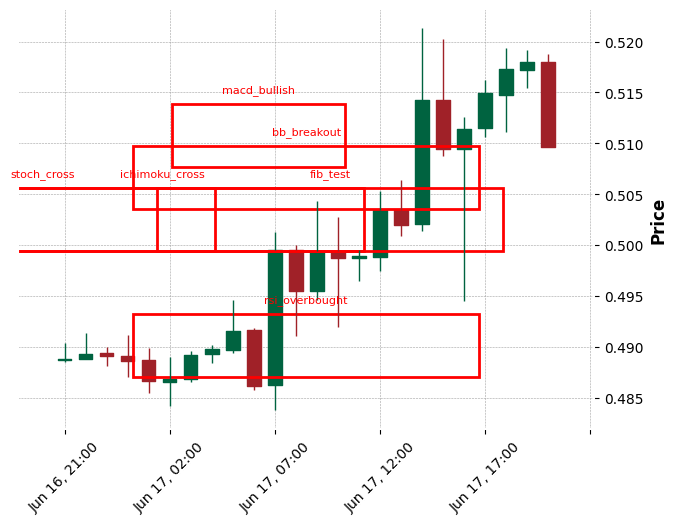 macd_bullish
bb_breakout
stoch_cross
ichimoku_cross
fib_test
rsi_overbought
0.520
0.515
0.510
0.505
0.500
0.495
0.490
0.485
Price
Jun 16, 21:00
Jun 17, 02:00
Jun 17, 07:00
Jun 17, 12:00
Jun 17, 17:00